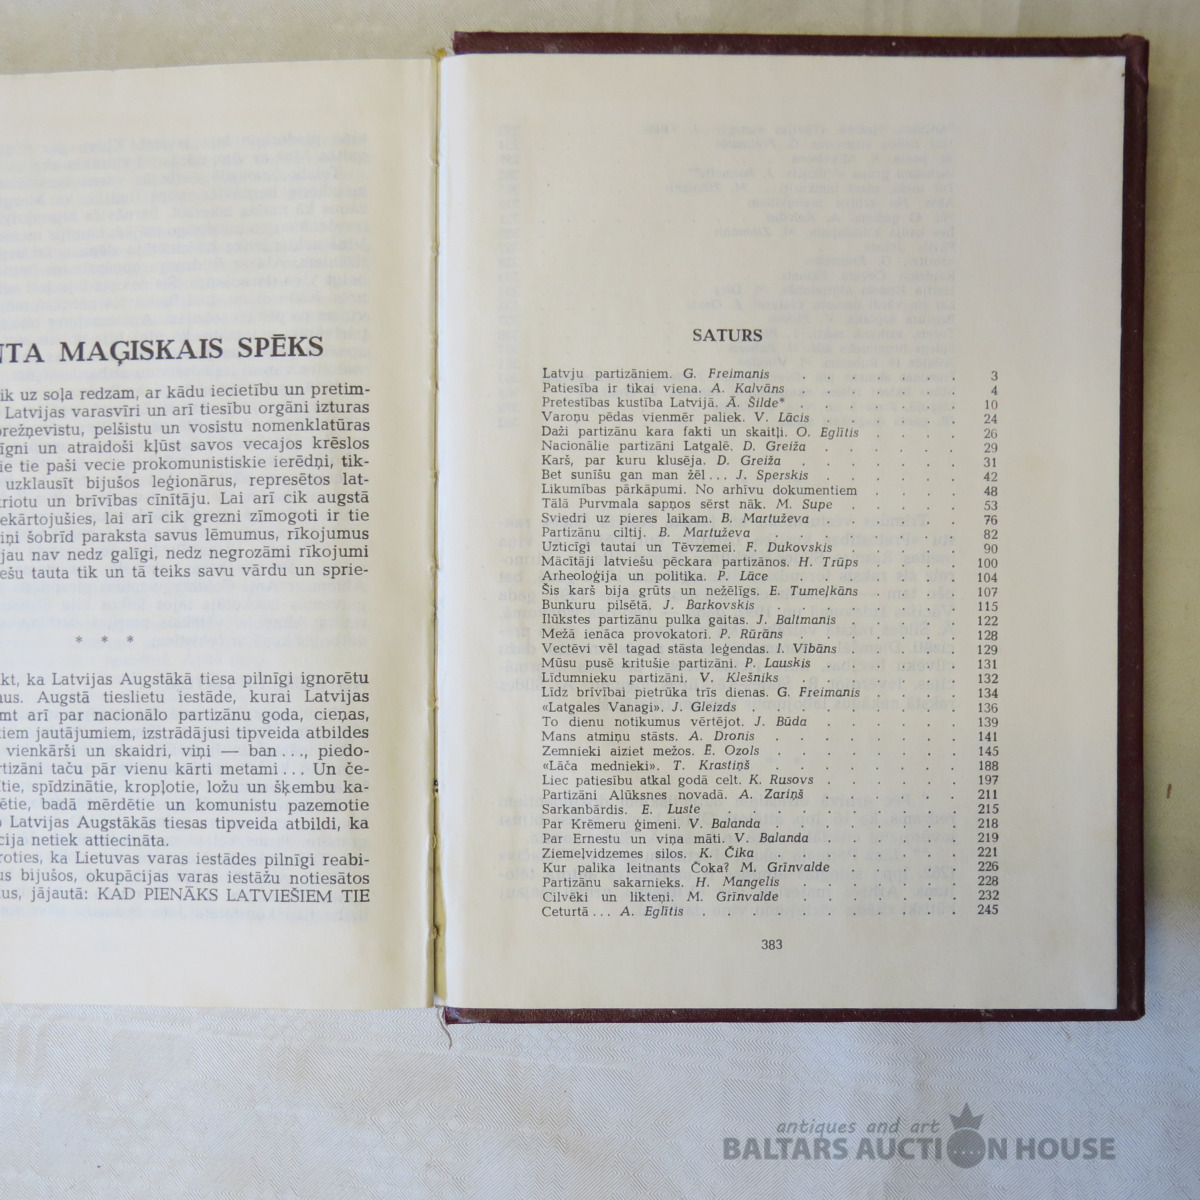 NTA MAĢISKAIS SPĒKS
ik uz soļa redzam, ar kādu iecietību un pretim-
Latvijas varasvīri un arī tiesību orgāni izturas
režņevistu, pelšistu un vosistu nomenklatūras
īgni un atraidoši kļūst savos vecajos krēslos
ie tie paši vecie prokomunistiskie ierēdņi, tik-
uzklausīt bijušos leģionārus, represētos lat-
triotu un brīvības cīnītāju. Lai arī cik augstā
ekārtojušies, lai arī cik grezni zīmogoti ir tie
iņi šobrīd paraksta savus lēmumus, rīkojumus
jau nav nedz galīgi, nedz negrozāmi rīkojumi
ešu tauta tik un tā teiks savu vārdu un sprie-
* * *
kt, ka Latvijas Augstākā tiesa pilnīgi ignorētu
mus. Augstā tieslietu iestāde, kurai Latvijas
emt arī par nacionālo partizānu goda, cieņas,
tiem jautājumiem, izstrādājusi tipveida atbildes
vienkārši un skaidri, viņi — ban..., piedo-
rtizāni taču pār vienu kārti metami... Un če-
itie, spīdzinātie, kropļotie, ložu un šķembu ka-
ētie, badā mērdētie un komunistu pazemotie
o Latvijas Augstākās tiesas tipveida atbildi, ka
cija netiek attiecināta.
roties, ka Lietuvas varas iestādes pilnīgi reabi-
us bijušos, okupācijas varas iestāžu notiesātos
us, jājautā: KAD PIENĀKS LATVIEŠIEM TIE
SATURS
Latvju partizāniem. G. Freimanis . . . . . . . 3
Patiesība ir tikai viena. A. Kalvāns . . . . . . . 4
Pretestības kustība Latvijā. Ā. Šilde* . . . . . . . 10
Varoņu pēdas vienmēr paliek. V. Lācis . . . . . . 24
Daži partizānu kara fakti un skaitļi. O. Eglītis . . . . 26
Nacionālie partizāni Latgalē. D. Greiža . . . . . . 29
Karš, par kuru klusēja. D. Greiža . . . . . . . 31
Bet sunīšu gan man žēl... J. Sperskis . . . . . . 42
Likumības pārkāpumi. No arhīvu dokumentiem . . . . 48
Tālā Purvmala sapņos sērst nāk. M. Supe . . . . . 53
Sviedri uz pieres laikam. B. Martuževa . . . . . . 76
Partizānu ciltij. B. Martuževa . . . . . . . . 82
Uzticīgi tautai un Tēvzemei. F. Dukovskis . . . . . 90
Mācītāji latviešu pēckara partizānos. H. Trūps . . . . 100
Arheoloģija un politika. P. Lāce . . . . . . . 104
Šis karš bija grūts un nežēlīgs. E. Tumeļkāns . . . . 107
Bunkuru pilsētā. J. Barkovskis . . . . . . . . 115
Ilūkstes partizānu pulka gaitas. J. Baltmanis . . . . . 122
Mežā ienāca provokatori. P. Rūrāns . . . . . . 128
Vectēvi vēl tagad stāsta leģendas. I. Vībāns . . . . . 129
Mūsu pusē kritušie partizāni. P. Lauskis . . . . . . 131
Līdumnieku partizāni. V. Klešniks . . . . . . . 132
Līdz brīvībai pietrūka trīs dienas. G. Freimanis . . . . 134
«Latgales Vanagi». J. Gleizds . . . . . . . . 136
To dienu notikumus vērtējot. J. Būda . . . . . . 139
Mans atmiņu stāsts. A. Dronis . . . . . . . . 141
Zemnieki aiziet mežos. Ē. Ozols . . . . . . . 145
«Lāča mednieki». T. Krastiņš . . . . . . . . 188
Liec patiesību atkal godā celt. K. Rusovs . . . . . 197
Partizāni Alūksnes novadā. A. Zariņš . . . . . . 211
Sarkanbārdis. E. Luste . . . . . . . . . 215
Par Krēmeru ģimeni. V. Balanda . . . . . . . 218
Par Ernestu un viņa māti. V. Balanda . . . . . . 219
Ziemeļvidzemes silos. K. Čika . . . . . . . . 221
Kur palika leitnants Čoka? M. Grīnvalde . . . . . 226
Partizānu sakarnieks. H. Mangelis . . . . . . . 228
Cilvēki un likteņi. M. Grīnvalde . . . . . . . 232
Ceturtā... A. Eglītis . . . . . . . . . . 245
383
antiques and art
BALTARS AUCTION HOUSE